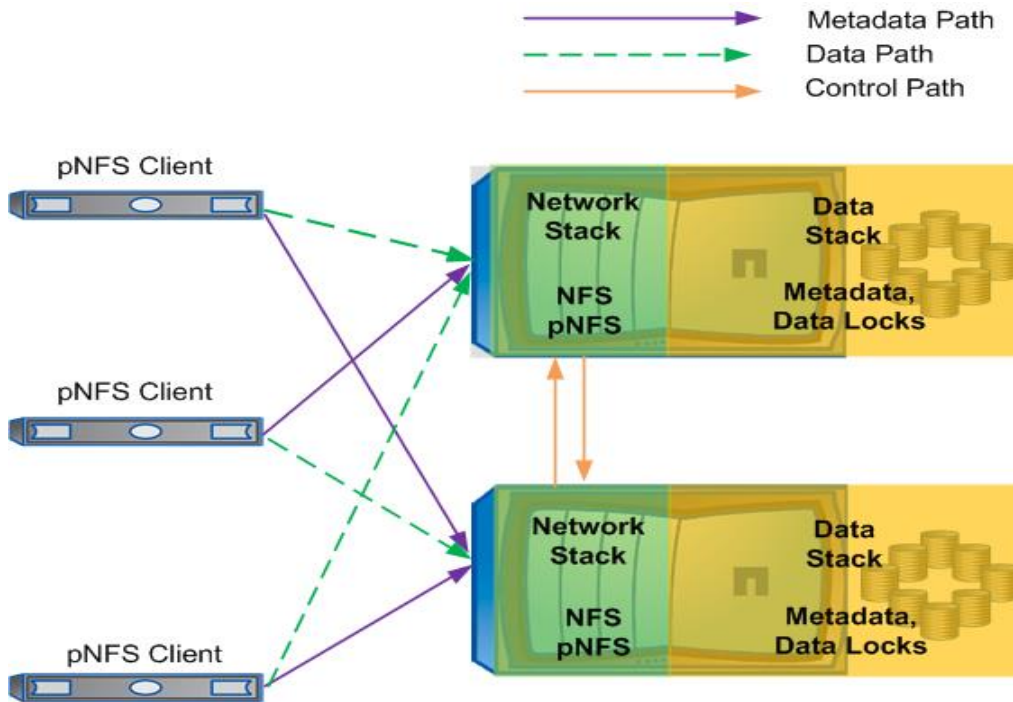 Metadata Path
Data Path
Control Path
pNFS Client
Network
Stack
Data
Stack
NFS
pNFS
Metadata,
Data Locks
pNFS Client
Network
Stack
Data
Stack
NFS
pNFS
Metadata,
Data Locks
pNFS Client